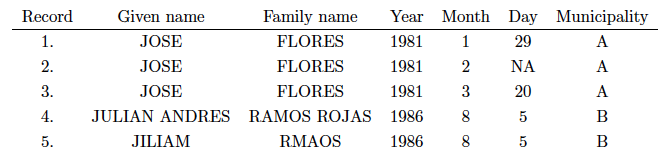 Record Given name Family name Year Month Day Municipality
1. JOSE FLORES 1981 1 29 A
2. JOSE FLORES 1981 2 NA A
3. JOSE FLORES 1981 3 20 A
4. JULIAN ANDRES RAMOS ROJAS 1986 8 5 B
5. JILIAM RMAOS 1986 8 5 B